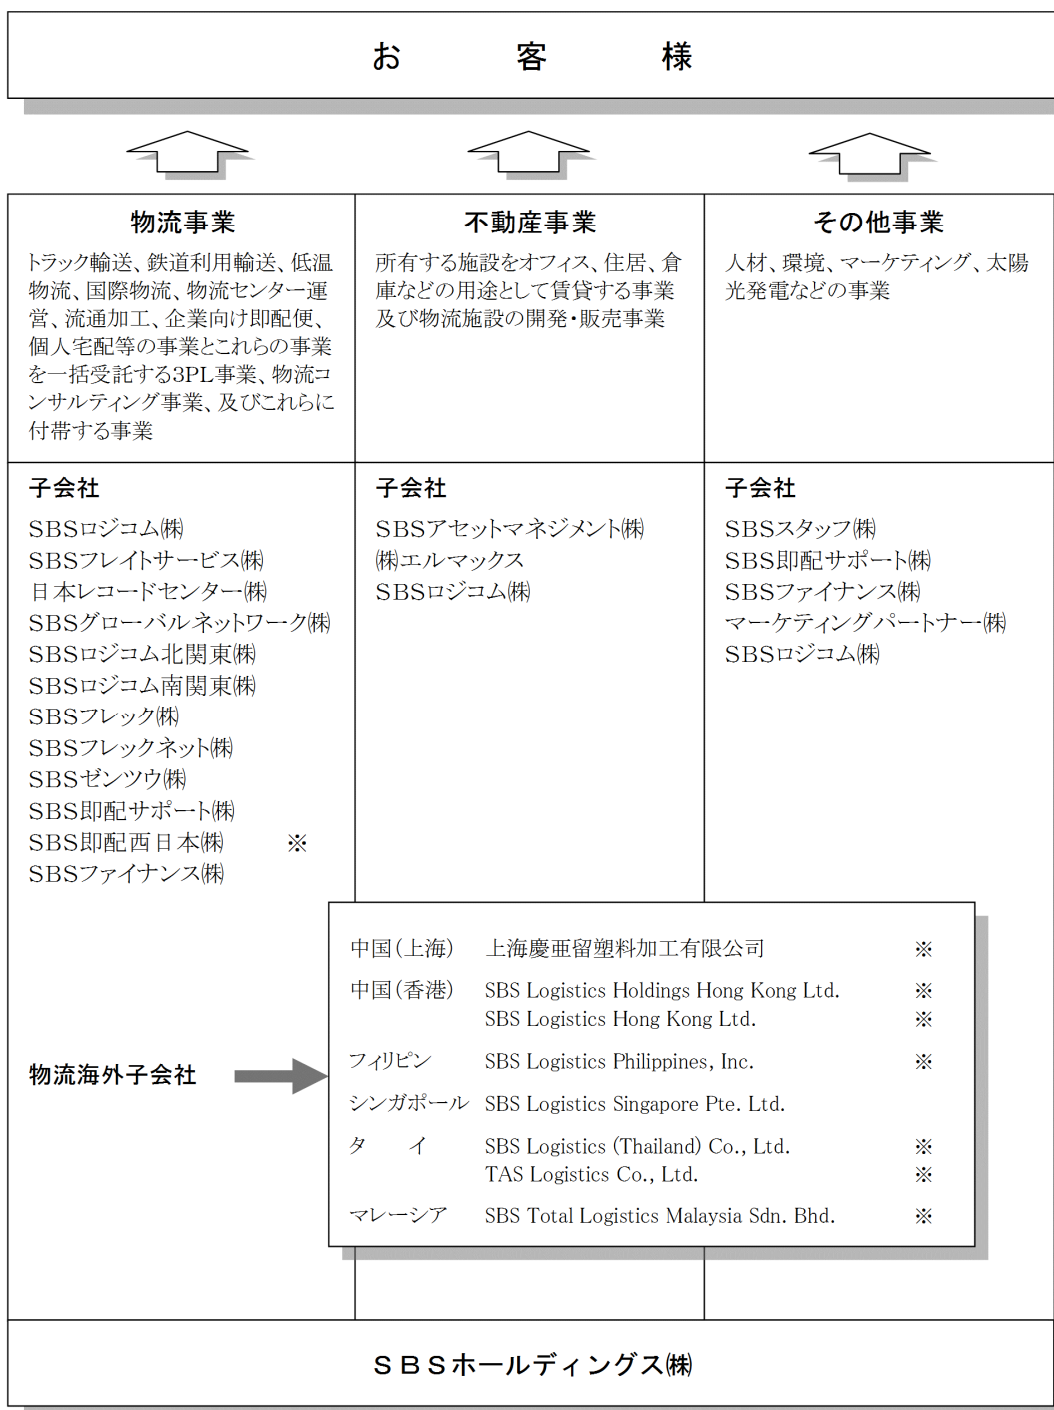 お客様
物流事業
トラック輸送、鉄道利用輸送、低温
物流、国際物流、物流センター運
営、流通加工、企業向け即配便、
個人宅配等の事業とこれらの事業
を一括受託する3PL事業、物流コ
ンサルティング事業、及びこれらに
付帯する事業
不動産事業
所有する施設をオフィス、住居、倉
庫などの用途として賃貸する事業
及び物流施設の開発・販売事業
その他事業
人材、環境、マーケティング、太陽
光発電などの事業
子会社
SBSロジコム㈱
SBSフレイトサービス㈱
日本レコードセンター㈱
SBSグローバルネットワーク㈱
SBSロジコム北関東㈱
SBSロジコム南関東㈱
SBSフレック㈱
SBSフレックネット㈱
SBSゼンツウ㈱
SBS即配サポート㈱
SBS即配西日本㈱ ※
SBSファイナンス㈱
子会社
SBSアセットマネジメント㈱
㈱エルマックス
SBSロジコム㈱
子会社
SBSスタッフ㈱
SBS即配サポート㈱
SBSファイナンス㈱
マーケティングパートナー㈱
SBSロジコム㈱
物流海外子会社
中国(上海) 上海慶亜留塑料加工有限公司 ※
中国(香港) SBS Logistics Holdings Hong Kong Ltd. ※
SBS Logistics Hong Kong Ltd. ※
フィリピン SBS Logistics Philippines, Inc. ※
シンガポール SBS Logistics Singapore Pte. Ltd.
タイ SBS Logistics (Thailand) Co., Ltd. ※
TAS Logistics Co., Ltd. ※
マレーシア SBS Total Logistics Malaysia Sdn. Bhd. ※
SBSホールディングス㈱